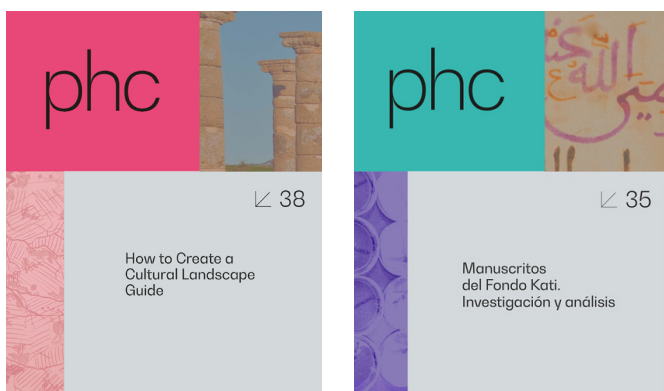 phc
38
How to Create a
Cultural Landscape
Guide
phc
35
Manuscritos
del Fondo Kati.
Investigación y análisis